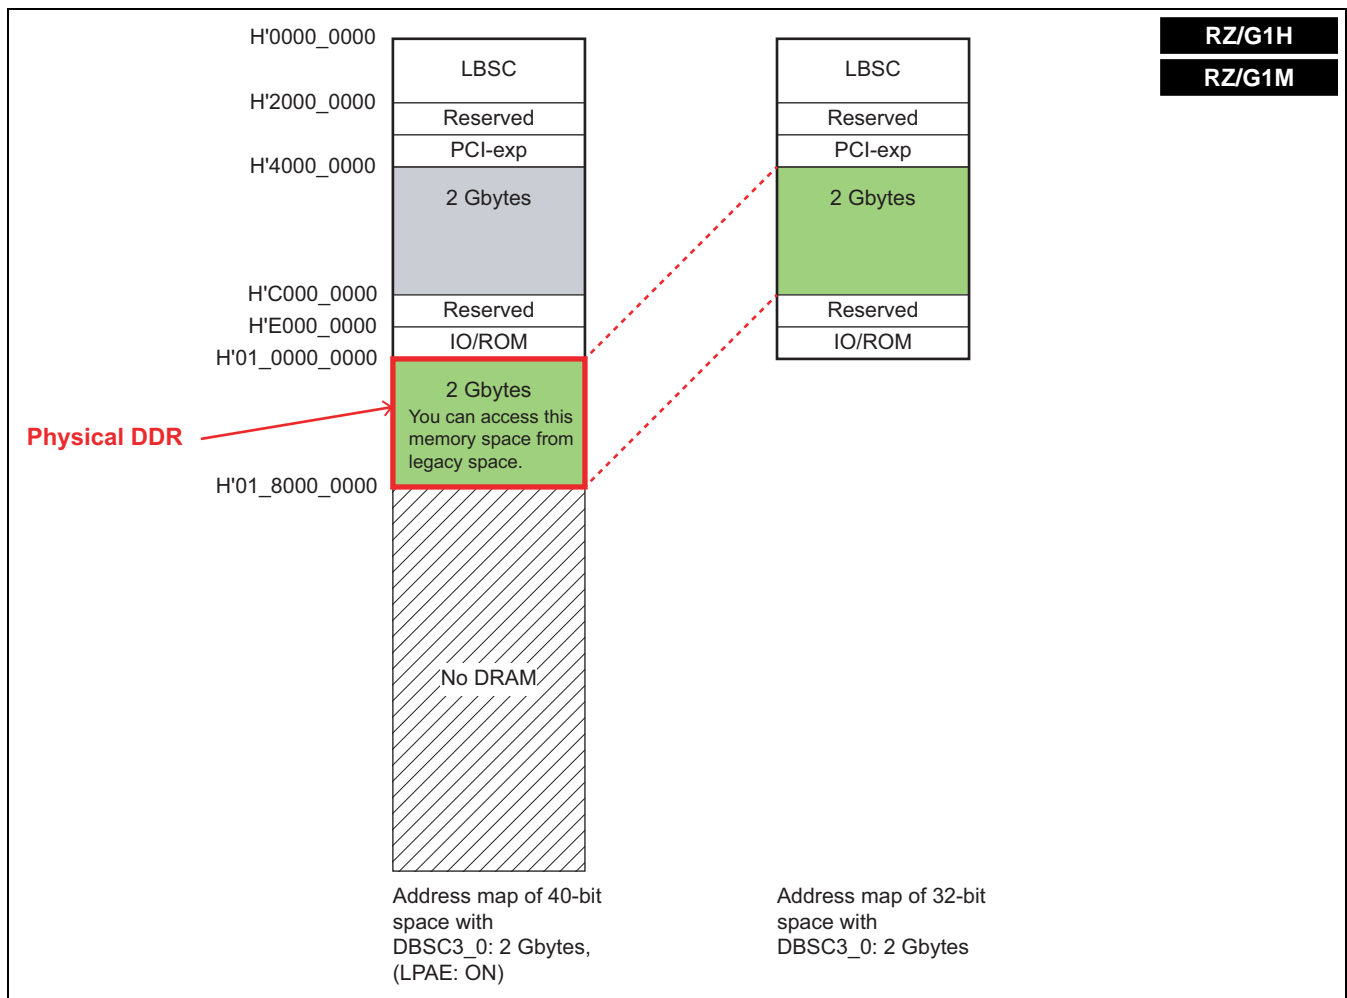 RZ/G1H
RZ/G1M
H'0000_0000
LBSC
H'2000_0000
Reserved
PCI-exp
H'4000_0000
2 Gbytes
H'C000_0000
Reserved
H'E000_0000
IO/ROM
H'01_0000_0000
2 Gbytes
You can access this
memory space from
legacy space.
Physical DDR
H'01_8000_0000
No DRAM
Address map of 40-bit
space with
DBSC3_0: 2 Gbytes,
(LPAE: ON)
LBSC
Reserved
PCI-exp
2 Gbytes
Reserved
IO/ROM
Address map of 32-bit
space with
DBSC3_0: 2 Gbytes